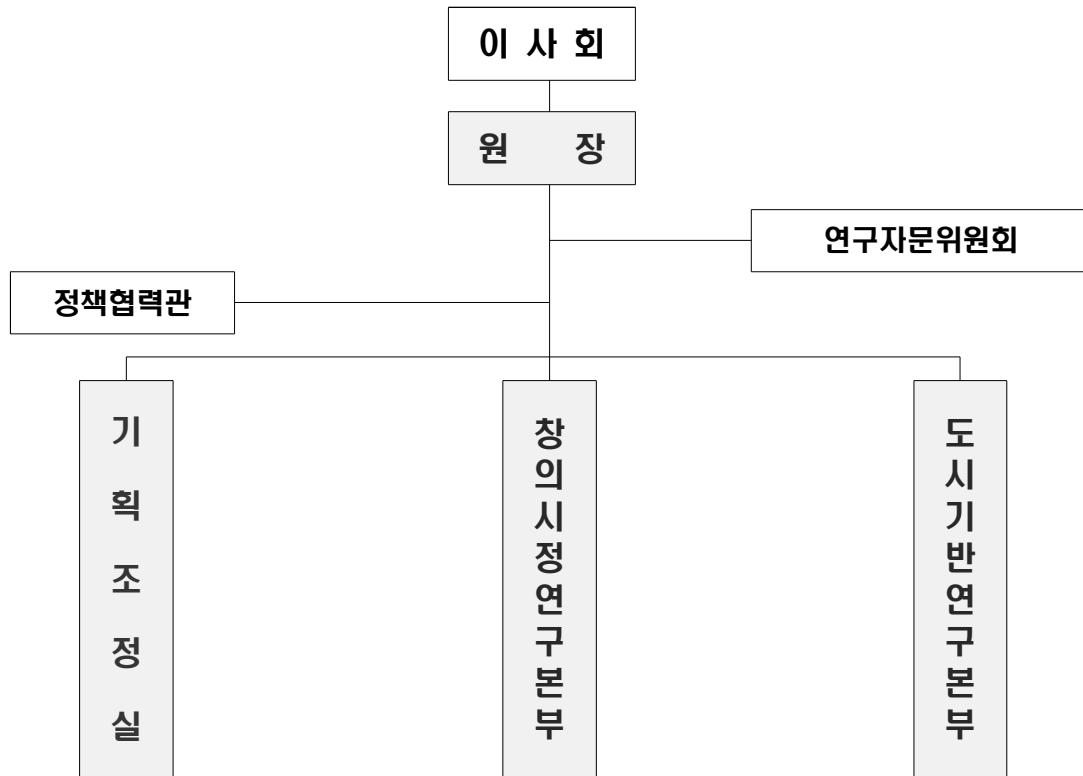 이 사 회
원 장
연구자문위원회
정책협력관
기획조정실
창의시정연구본부
도시기반연구본부